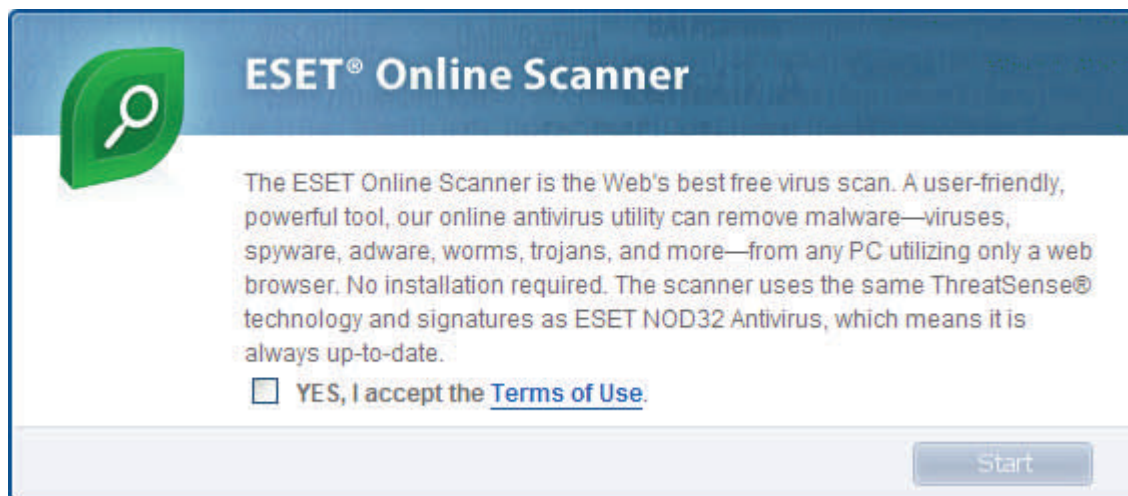 ESET® Online Scanner
The ESET Online Scanner is the Web's best free virus scan. A user-friendly,
powerful tool, our online antivirus utility can remove malware—viruses,
spyware, adware, worms, trojans, and more—from any PC utilizing only a web
browser. No installation required. The scanner uses the same ThreatSense®
technology and signatures as ESET NOD32 Antivirus, which means it is
always up-to-date.
YES, I accept the Terms of Use.
Start